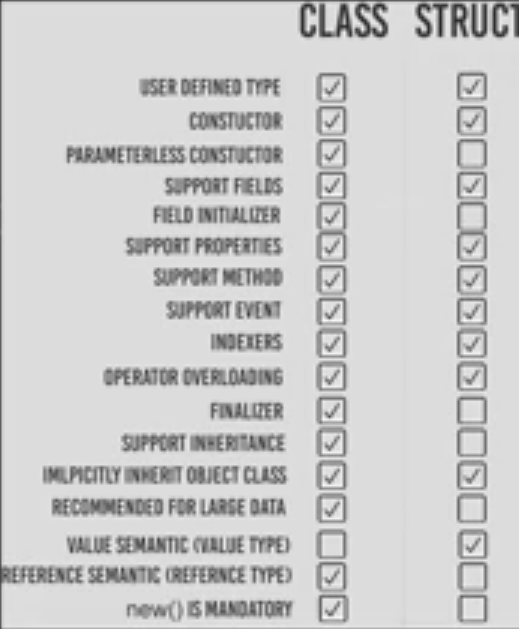 CLASS STRUCT
USER DEFINED TYPE
CONSTUCTOR
PARAMETERLESS CONSTUCTOR
SUPPORT FIELDS
FIELD INITIALIZER
SUPPORT PROPERTIES
SUPPORT METHOD
SUPPORT EVENT
INDEXERS
OPERATOR OVERLOADING
FINALIZER
SUPPORT INHERITANCE
IMLPICITLY INHERIT OBJECT CLASS
RECOMMENDED FOR LARGE DATA
VALUE SEMANTIC (VALUE TYPE)
REFERENCE SEMANTIC (REFERNCE TYPE)
new() IS MANDATORY